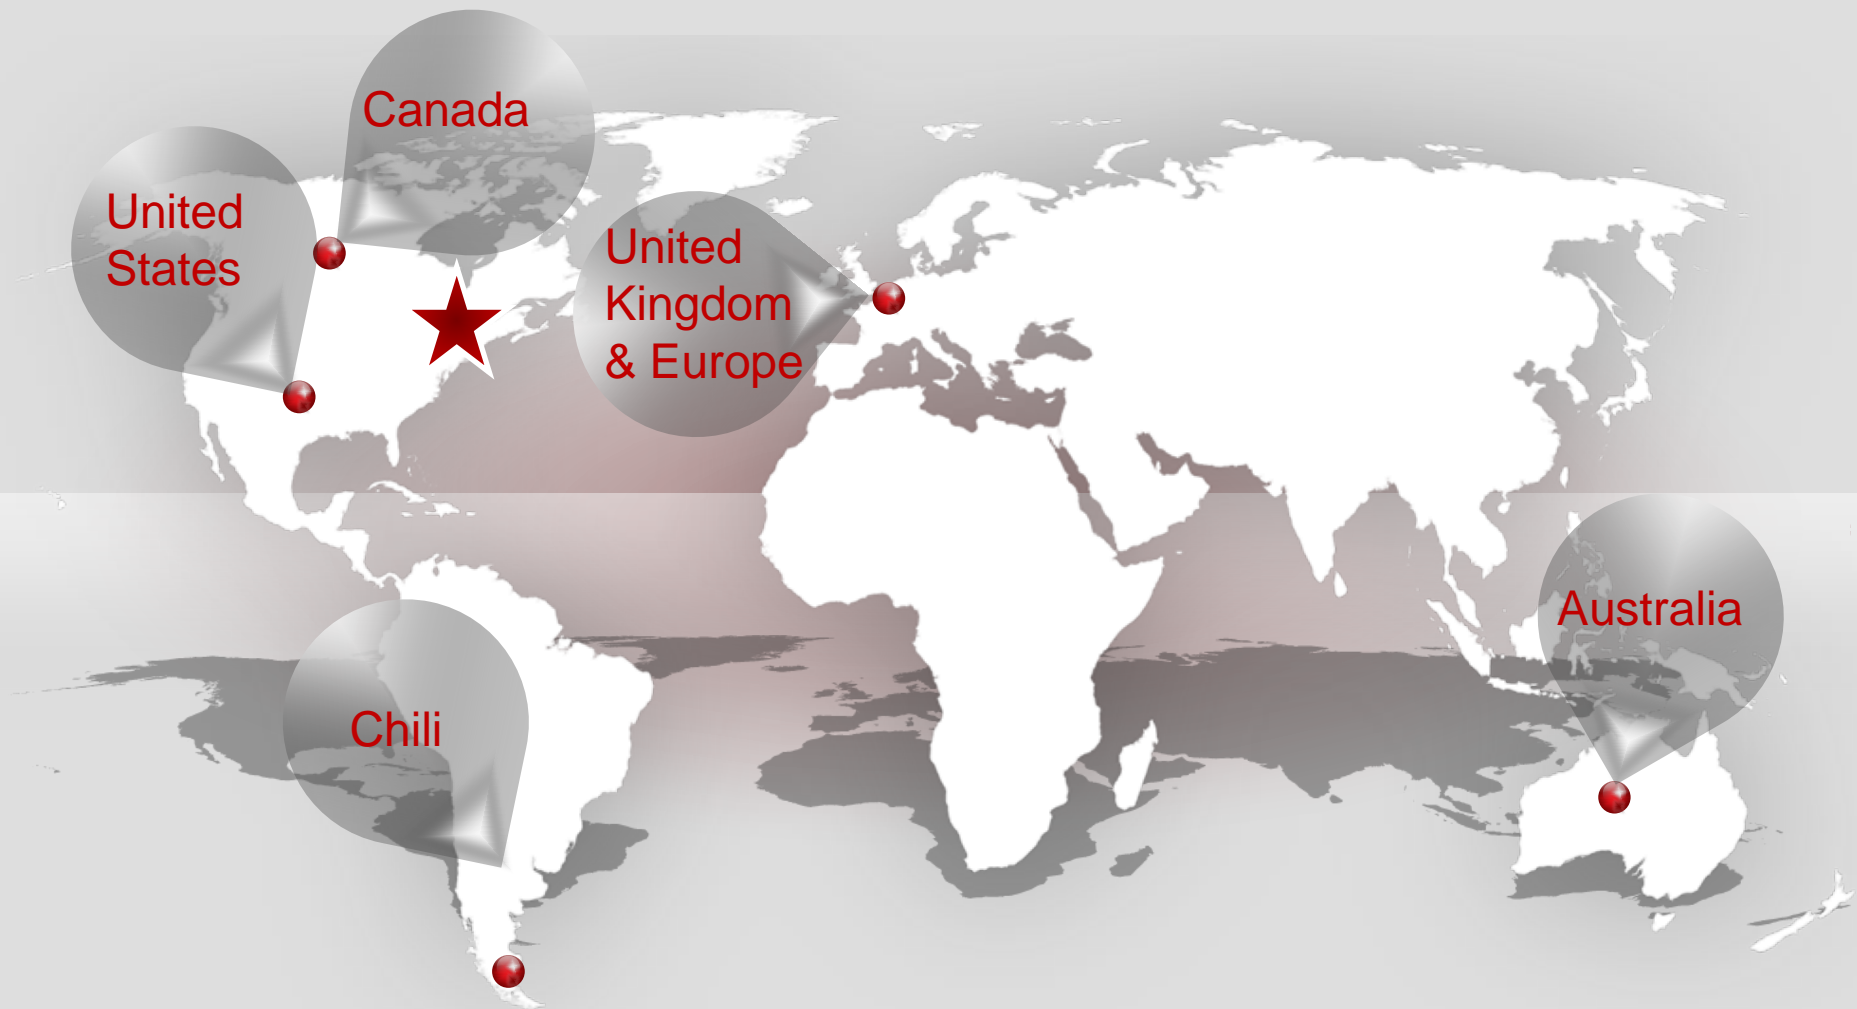 Canada
United
States
United
Kingdom
& Europe
Australia
Chili